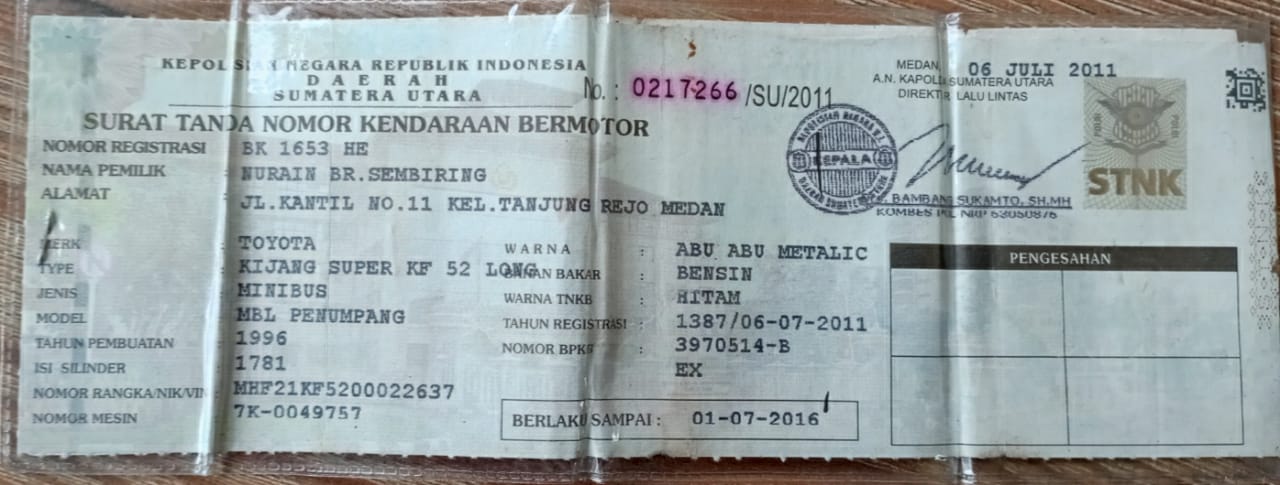 KEPOLISIAN NEGARA REPUBLIK INDONESIA
DAERAH
SUMATERA UTARA
No. : 0217266 /SU/2011
SURAT TANDA NOMOR KENDARAAN BERMOTOR
MEDAN, 06 JULI 2011
A.N. KAPOLDA SUMATERA UTARA
DIREKTUR LALU LINTAS
KEPALA
STNK
BAMBANG SUKAMTO, SH.MH
KOMBES POL NRP 63050876
NOMOR REGISTRASI : BK 1653 HE
NAMA PEMILIK : NURAIN BR.SEMBIRING
ALAMAT : JL.KANTIL NO.11 KEL.TANJUNG REJO MEDAN
MERK : TOYOTA
TYPE : KIJANG SUPER KF 52 LONG
JENIS : MINIBUS
MODEL : MBL PENUMPANG
TAHUN PEMBUATAN : 1996
ISI SILINDER : 1781
NOMOR RANGKA/NIK/VIN : MHF21KF5200022637
NOMOR MESIN : 7K-0049757
WARNA : ABU ABU METALIC
BAHAN BAKAR : BENSIN
WARNA TNKB : HITAM
TAHUN REGISTRASI : 1387/06-07-2011
NOMOR BPKB : 3970514-B
EX
BERLAKU SAMPAI : 01-07-2016
PENGESAHAN